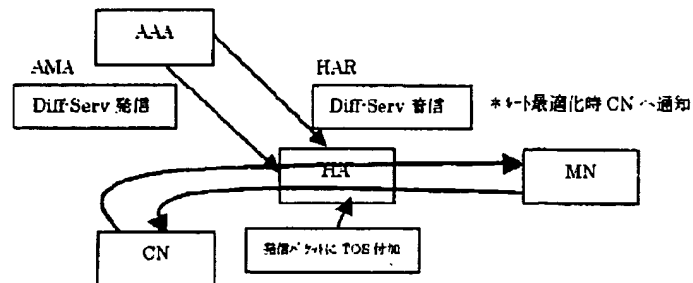 AAA
AMA
HAR
Diff-Serv 発信
Diff-Serv 着信
*ルート最適化時 CN へ通知
HA
MN
CN
発信パケットに TOS 付加